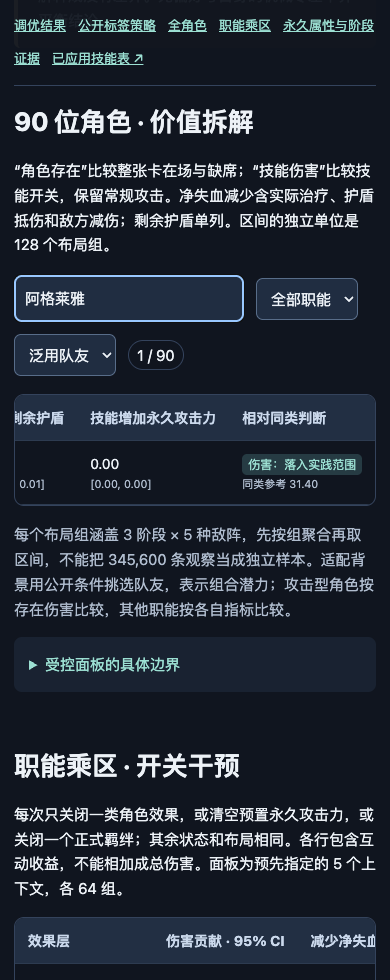 调优结果 公开标签策略 全角色 职能乘区 永久属性与阶段
证据 已应用技能表 ↗
90 位角色 · 价值拆解
“角色存在”比较整张卡在场与缺席；“技能伤害”比较技
能开关，保留常规攻击。净失血减少含实际治疗、护盾
抵伤和敌方减伤；剩余护盾单列。区间的独立单位是
128 个布局组。
阿格莱雅 全部职能
泛用队友 1 / 90
剩余护盾 技能增加永久攻击力 相对同类判断
0.00 伤害：落入实践范围
0.01] [0.00, 0.00] 同类参考 31.40
每个布局组涵盖 3 阶段 × 5 种敌阵，先按组聚合再取
区间，不能把 345,600 条观察当成独立样本。适配背
景用公开条件挑选队友，表示组合潜力；攻击型角色按
存在伤害比较，其他职能按各自指标比较。
▶ 受控面板的具体边界
职能乘区 · 开关干预
每次只关闭一类角色效果，或清空预置永久攻击力，或
关闭一个正式羁绊；其余状态和布局相同。各行包含互
动收益，不能相加成总伤害。面板为预先指定的 5 个上
下文，各 64 组。
效果层 伤害贡献 · 95% CI 减少净失血